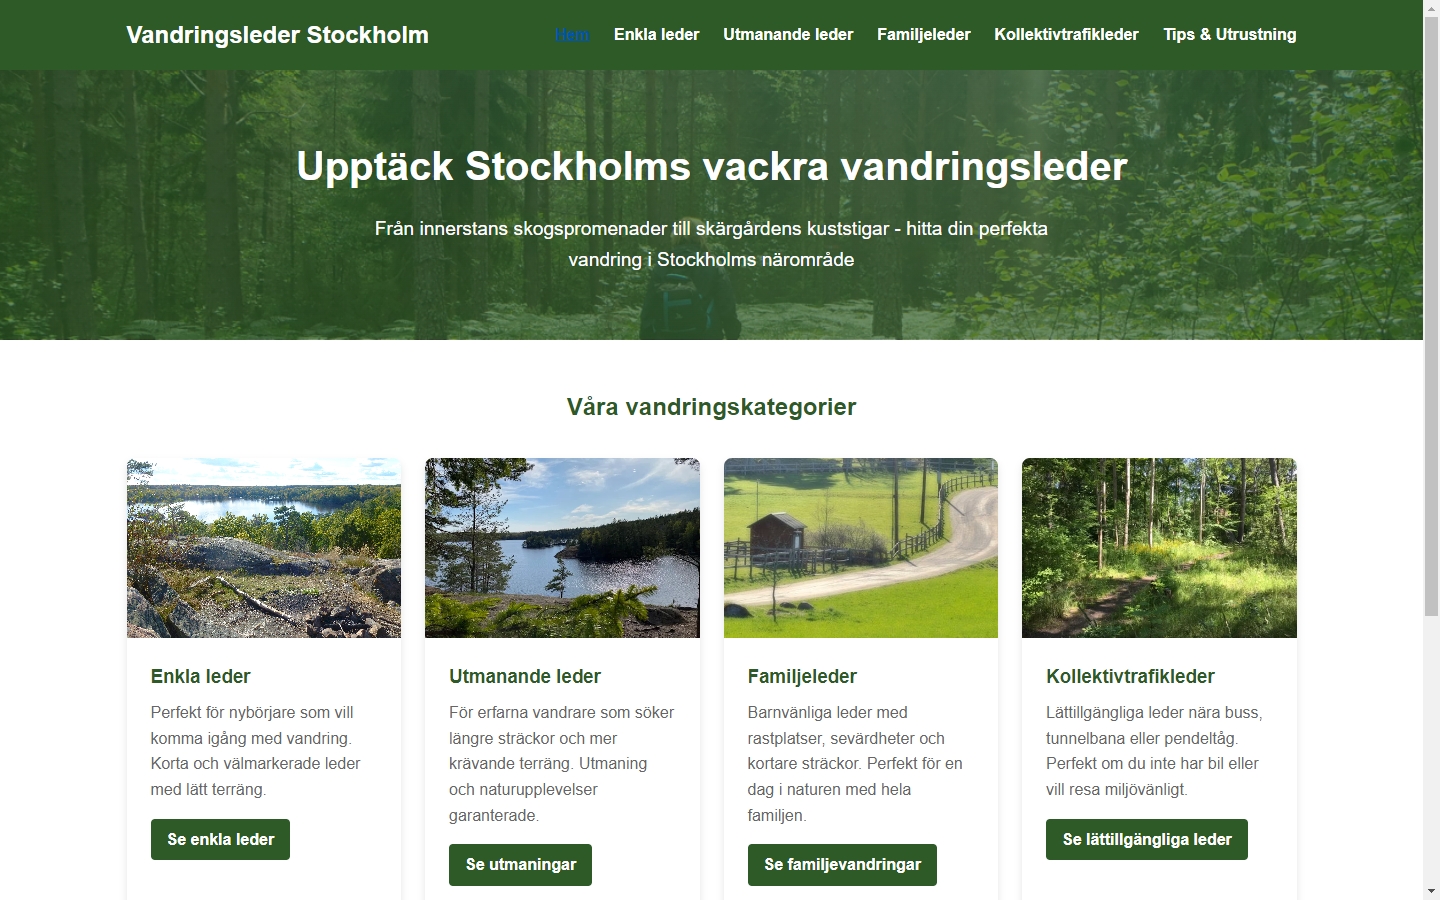 Vandringsleder Stockholm
Hem
Enkla leder
Utmanande leder
Familjeleder
Kollektivtrafikleder
Tips & Utrustning
Upptäck Stockholms vackra vandringsleder
Från innerstans skogspromenader till skärgårdens kuststigar - hitta din perfekta
vandring i Stockholms närområde
Våra vandringskategorier
Enkla leder
Perfekt för nybörjare som vill
komma igång med vandring.
Korta och välmarkerade leder
med lätt terräng.
Se enkla leder
Utmanande leder
För erfarna vandrare som söker
längre sträckor och mer
krävande terräng. Utmaning
och naturupplevelser
garanterade.
Se utmaningar
Familjeleder
Barnvänliga leder med
rastplatser, sevärdheter och
kortare sträckor. Perfekt för en
dag i naturen med hela
familjen.
Se familjevandringar
Kollektivtrafikleder
Lättillgängliga leder nära buss,
tunnelbana eller pendeltåg.
Perfekt om du inte har bil eller
vill resa miljövänligt.
Se lättillgängliga leder